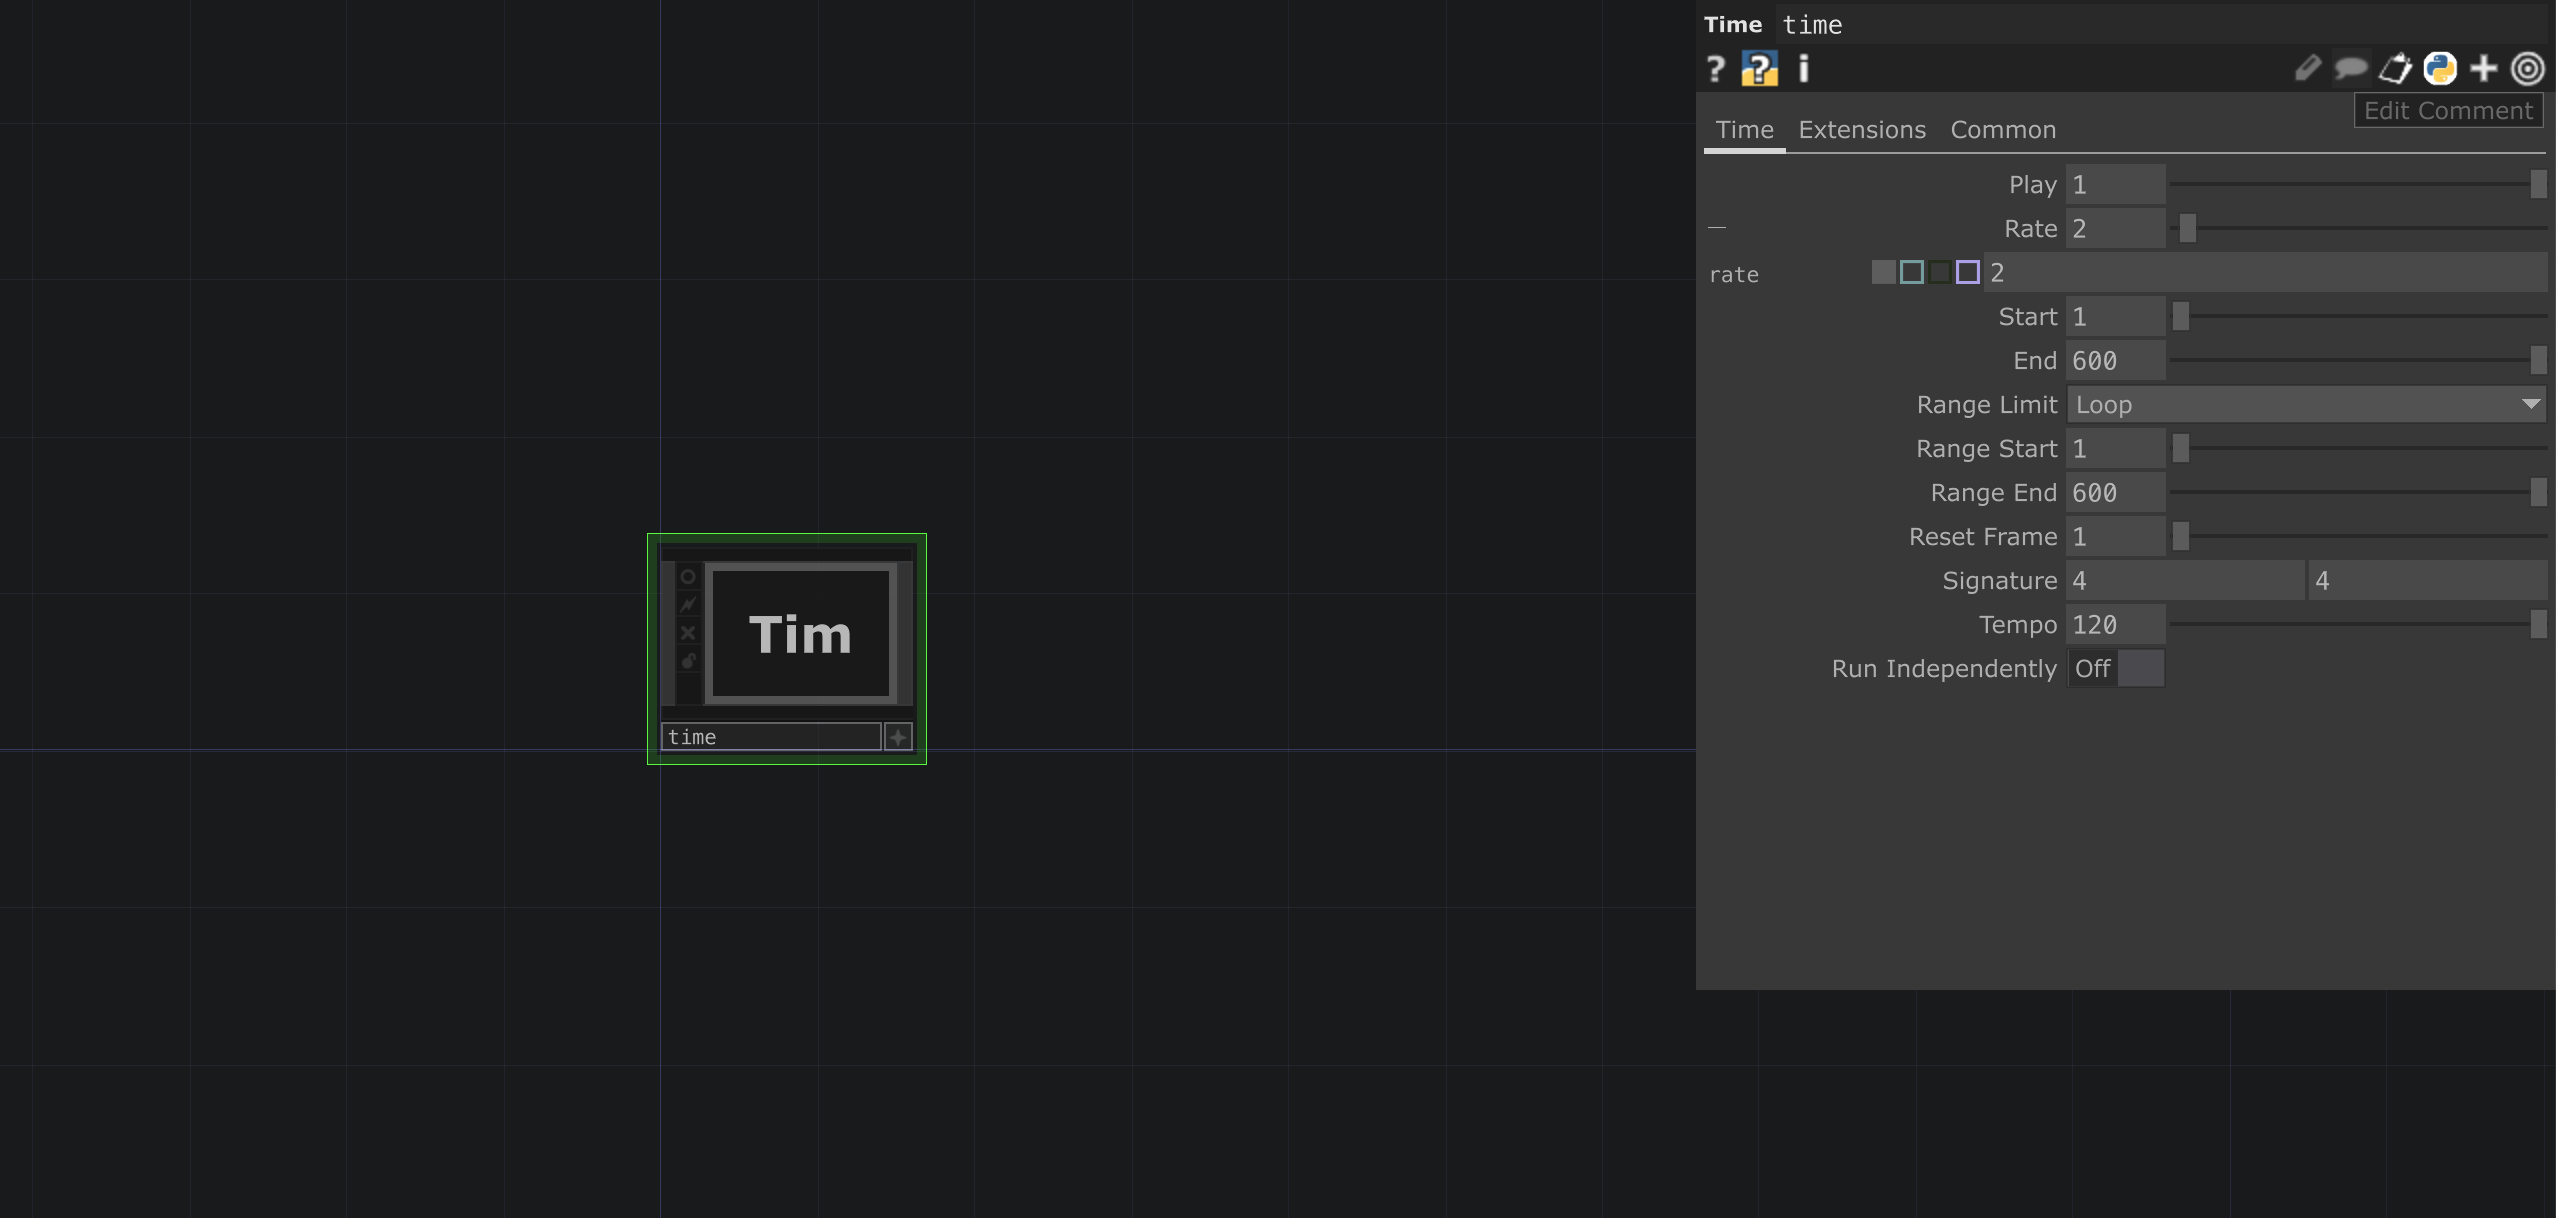 Time time
? ? i
Edit Comment
Time Extensions Common
Play 1
Rate 2
rate 2
Start 1
End 600
Range Limit Loop
Range Start 1
Range End 600
Reset Frame 1
Signature 4 4
Tempo 120
Run Independently Off
Tim
time